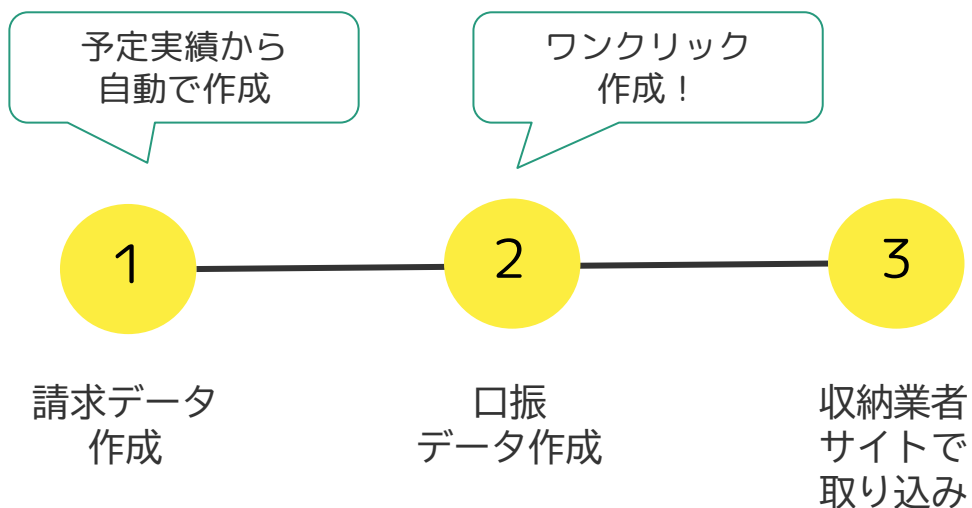 予定実績から
自動で作成
ワンクリック
作成！
1
2
3
請求データ
作成
口振
データ作成
収納業者
サイトで
取り込み